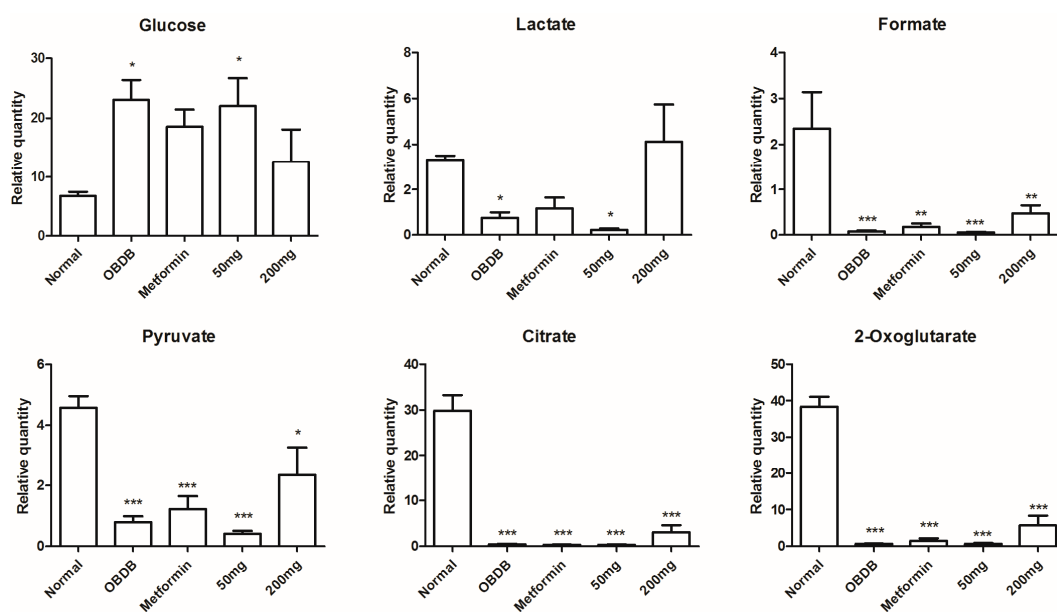 Glucose
Relative quantity
30
20
10
0
*
*
Normal
OBDB
Metformin
50mg
200mg
Lactate
Relative quantity
8
6
4
2
0
*
*
Normal
OBDB
Metformin
50mg
200mg
Formate
Relative quantity
4
3
2
1
0
***
**
***
**
Normal
OBDB
Metformin
50mg
200mg
Pyruvate
Relative quantity
6
4
2
0
***
***
***
*
Normal
OBDB
Metformin
50mg
200mg
Citrate
Relative quantity
40
30
20
10
0
***
***
***
***
Normal
OBDB
Metformin
50mg
200mg
2-Oxoglutarate
Relative quantity
50
40
30
20
10
0
***
***
***
***
Normal
OBDB
Metformin
50mg
200mg